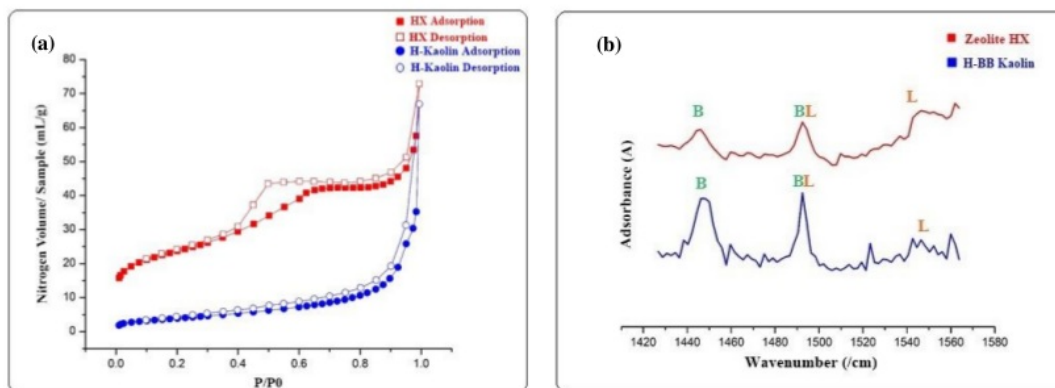 (a)
HX Adsorption
HX Desorption
H-Kaolin Adsorption
H-Kaolin Desorption
80
70
60
50
40
30
20
10
0
Nitrogen Volume/ Sample (mL/g)
0.0 0.2 0.4 0.6 0.8 1.0
P/P0
(b)
Zeolite HX
H-BB Kaolin
B
BL
L
B
BL
L
Adsorbance (A)
1420 1440 1460 1480 1500 1520 1540 1560 1580
Wavenumber (/cm)